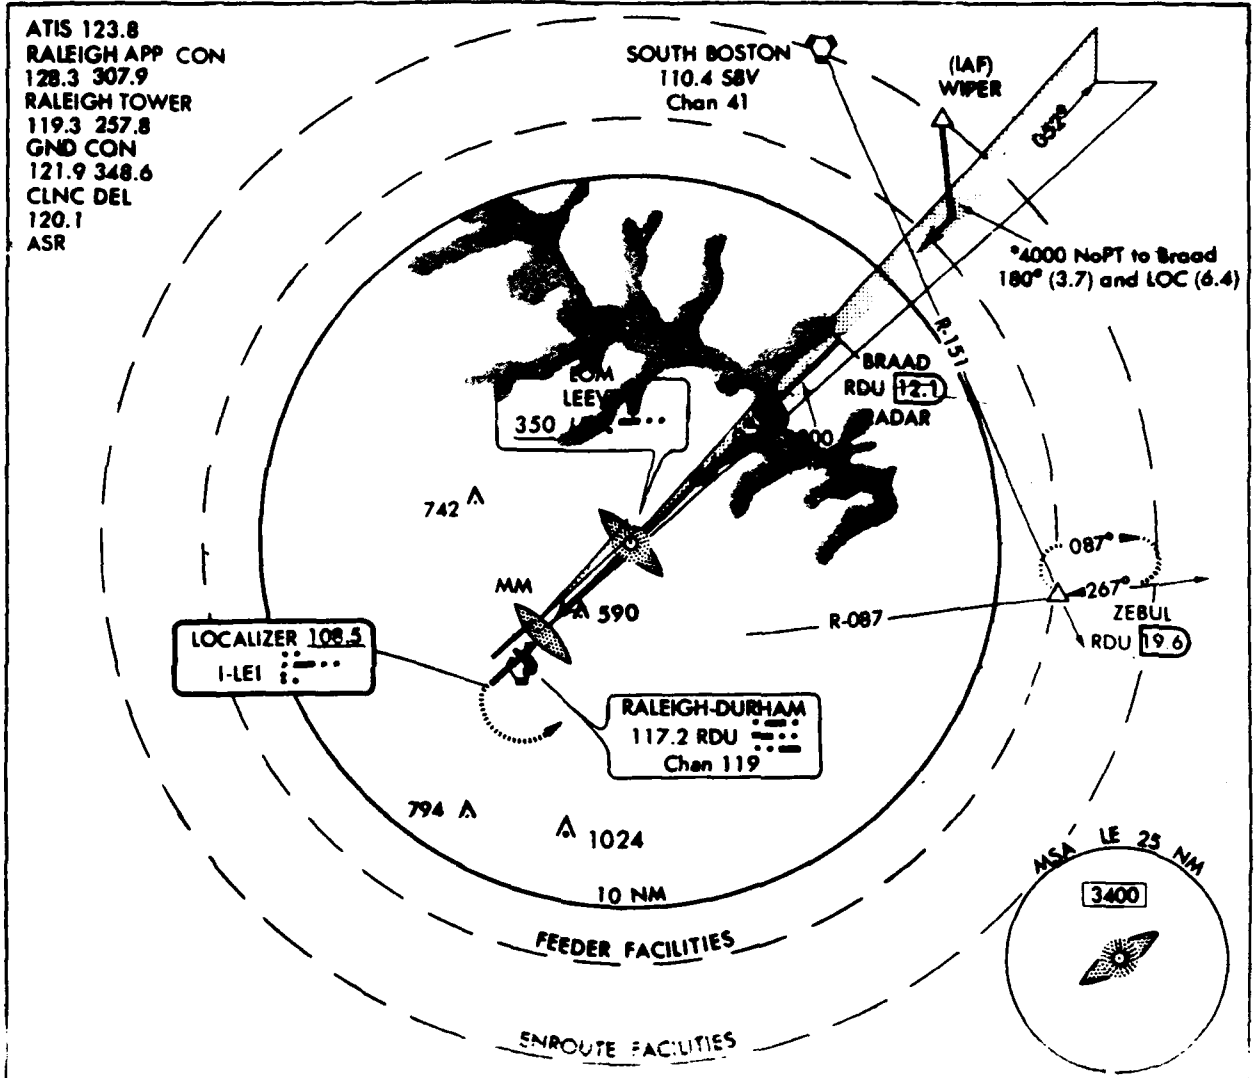 ATIS 123.8
RALEIGH APP CON
128.3 307.9
RALEIGH TOWER
119.3 257.8
GND CON
121.9 348.6
CLNC DEL
120.1
ASR
SOUTH BOSTON
110.4 SBV
Chan 41
(IAF)
WIPER
052°
*4000 NoPT to Braad
180° (3.7) and LOC (6.4)
R-151
BRAAD
RDU 12.1
RADAR
LOM
350
742
MM
590
087°
267°
R-087
ZEBUL
RDU 19.6
LOCALIZER 108.5
I-LEI
RALEIGH-DURHAM
117.2 RDU
Chan 119
794
1024
10 NM
FEEDER FACILITIES
ENROUTE FACILITIES
MSA LE 25 NM
3400